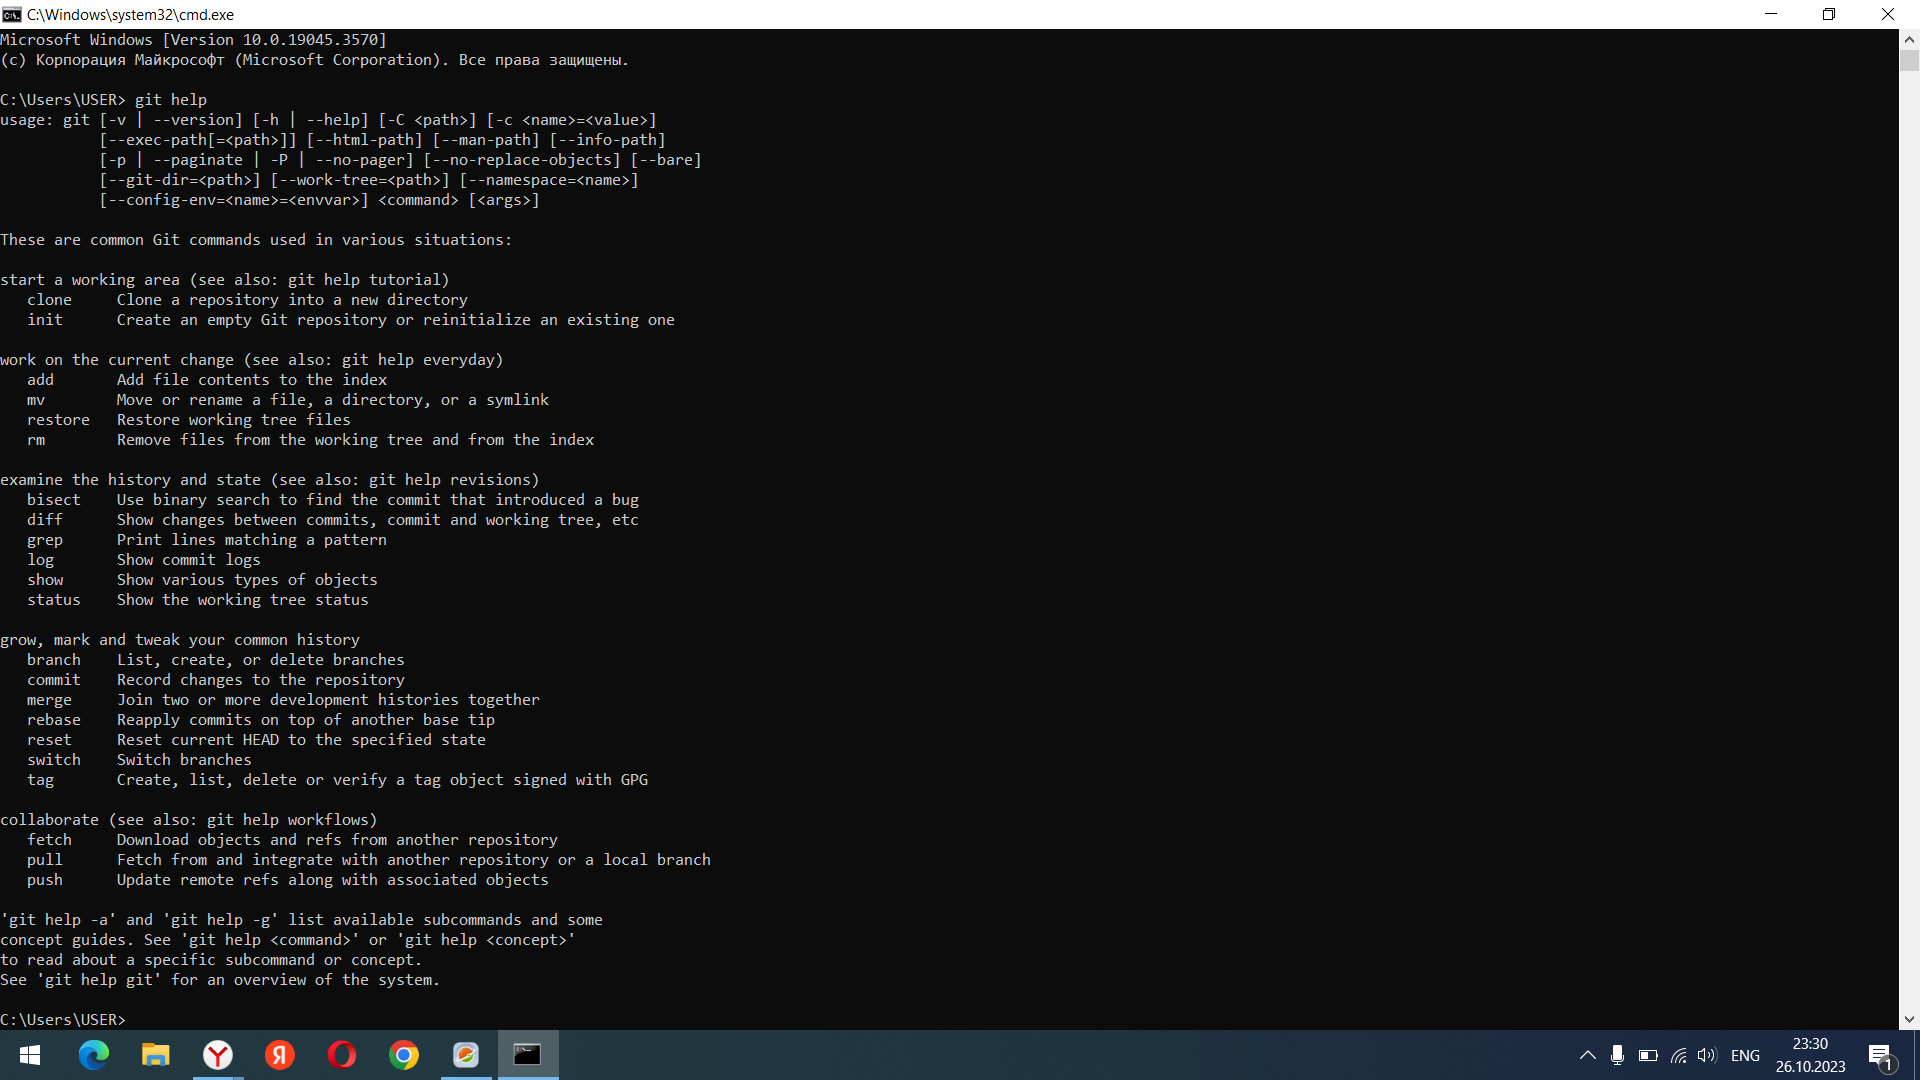 C:\Windows\system32\cmd.exe
Microsoft Windows [Version 10.0.19045.3570]
(c) Корпорация Майкрософт (Microsoft Corporation). Все права защищены.
C:\Users\USER> git help
usage: git [-v | --version] [-h | --help] [-C <path>] [-c <name>=<value>]
           [--exec-path[=<path>]] [--html-path] [--man-path] [--info-path]
           [-p | --paginate | -P | --no-pager] [--no-replace-objects] [--bare]
           [--git-dir=<path>] [--work-tree=<path>] [--namespace=<name>]
           [--config-env=<name>=<envvar>] <command> [<args>]
These are common Git commands used in various situations:
start a working area (see also: git help tutorial)
   clone     Clone a repository into a new directory
   init      Create an empty Git repository or reinitialize an existing one
work on the current change (see also: git help everyday)
   add       Add file contents to the index
   mv        Move or rename a file, a directory, or a symlink
   restore   Restore working tree files
   rm        Remove files from the working tree and from the index
examine the history and state (see also: git help revisions)
   bisect    Use binary search to find the commit that introduced a bug
   diff      Show changes between commits, commit and working tree, etc
   grep      Print lines matching a pattern
   log       Show commit logs
   show      Show various types of objects
   status    Show the working tree status
grow, mark and tweak your common history
   branch    List, create, or delete branches
   commit    Record changes to the repository
   merge     Join two or more development histories together
   rebase    Reapply commits on top of another base tip
   reset     Reset current HEAD to the specified state
   switch    Switch branches
   tag       Create, list, delete or verify a tag object signed with GPG
collaborate (see also: git help workflows)
   fetch     Download objects and refs from another repository
   pull      Fetch from and integrate with another repository or a local branch
   push      Update remote refs along with associated objects
'git help -a' and 'git help -g' list available subcommands and some
concept guides. See 'git help <command>' or 'git help <concept>'
to read about a specific subcommand or concept.
See 'git help git' for an overview of the system.
C:\Users\USER>
Y
Я
ENG
23:30
26.10.2023
1